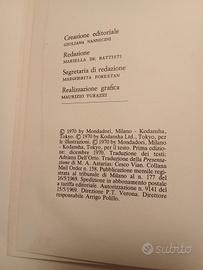 Creazione editoriale
GIULIANA NANNICINI
Redazione
MARIELLA DE BATTISTI
Segretaria di redazione
MARGHERITA FORESTAN
Realizzazione grafica
MAURIZIO TURAZZI
© 1970 by Mondadori, Milano - Kodansha,
Tokyo. © 1970 by Kodansha Ltd., Tokyo, per
le illustrazioni. © 1970 by Mondadori, Milano -
Kodansha, Tokyo, per il testo. Prima edizio-
ne: dicembre 1970. Traduzione dei testi:
Adriana Dell'Orto. Traduzione della Presenta-
zione di M. A. Asturias: Cesco Vian. Collana
Mail Order n. 158. Pubblicazione mensile regi-
strata al tribunale di Milano al n. 177 del
16/5/1969. Spedizione in abbonamento postale
a tariffa editoriale. Autorizzazione n. 9141 del
25/5/1969. Direzione P.T. Verona. Direttore
responsabile Arrigo Polillo.
subito